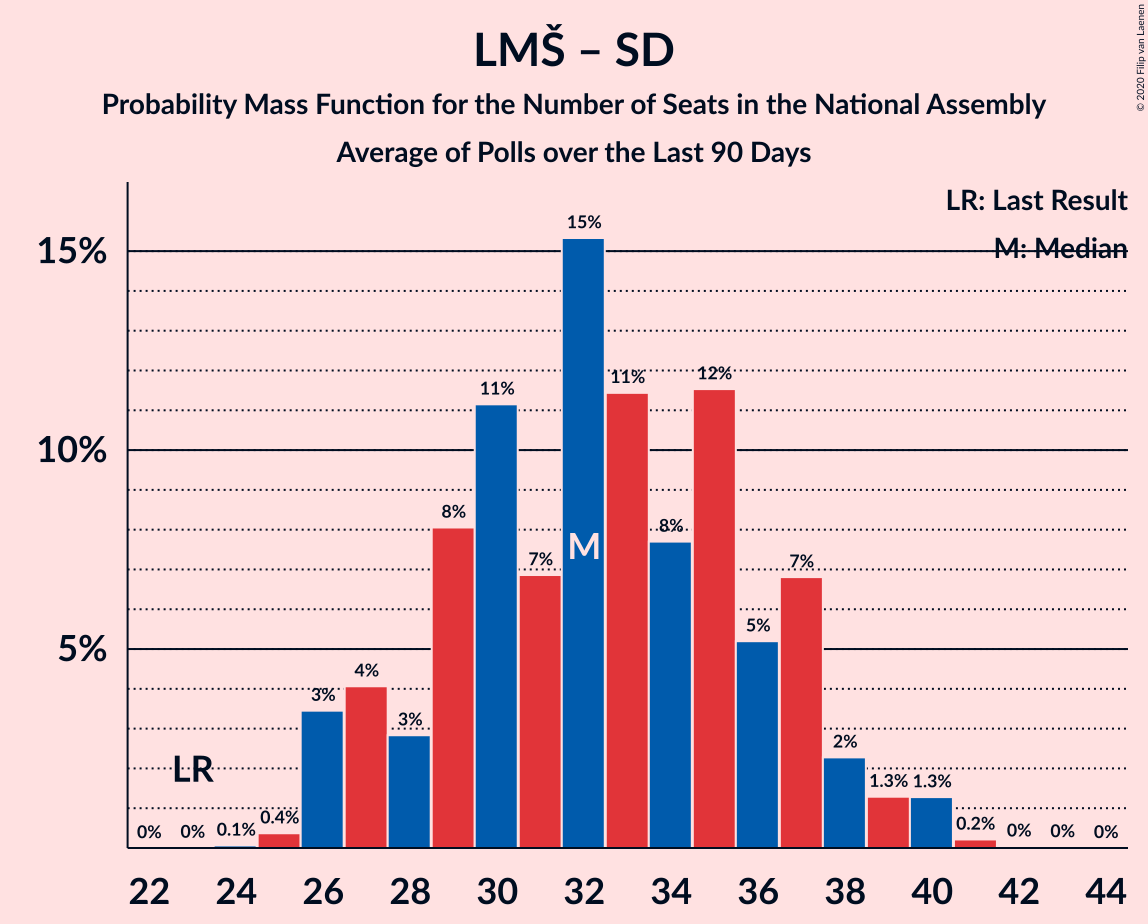 LMŠ – SD
Probability Mass Function for the Number of Seats in the National Assembly
Average of Polls over the Last 90 Days
© 2020 Filip van Laenen
LR: Last Result
M: Median
15%
10%
5%
0%
0%
0.1%
0.4%
3%
4%
3%
8%
11%
7%
15%
11%
8%
12%
5%
7%
2%
1.3%
1.3%
0.2%
0%
0%
0%
LR
M
22 24 26 28 30 32 34 36 38 40 42 44